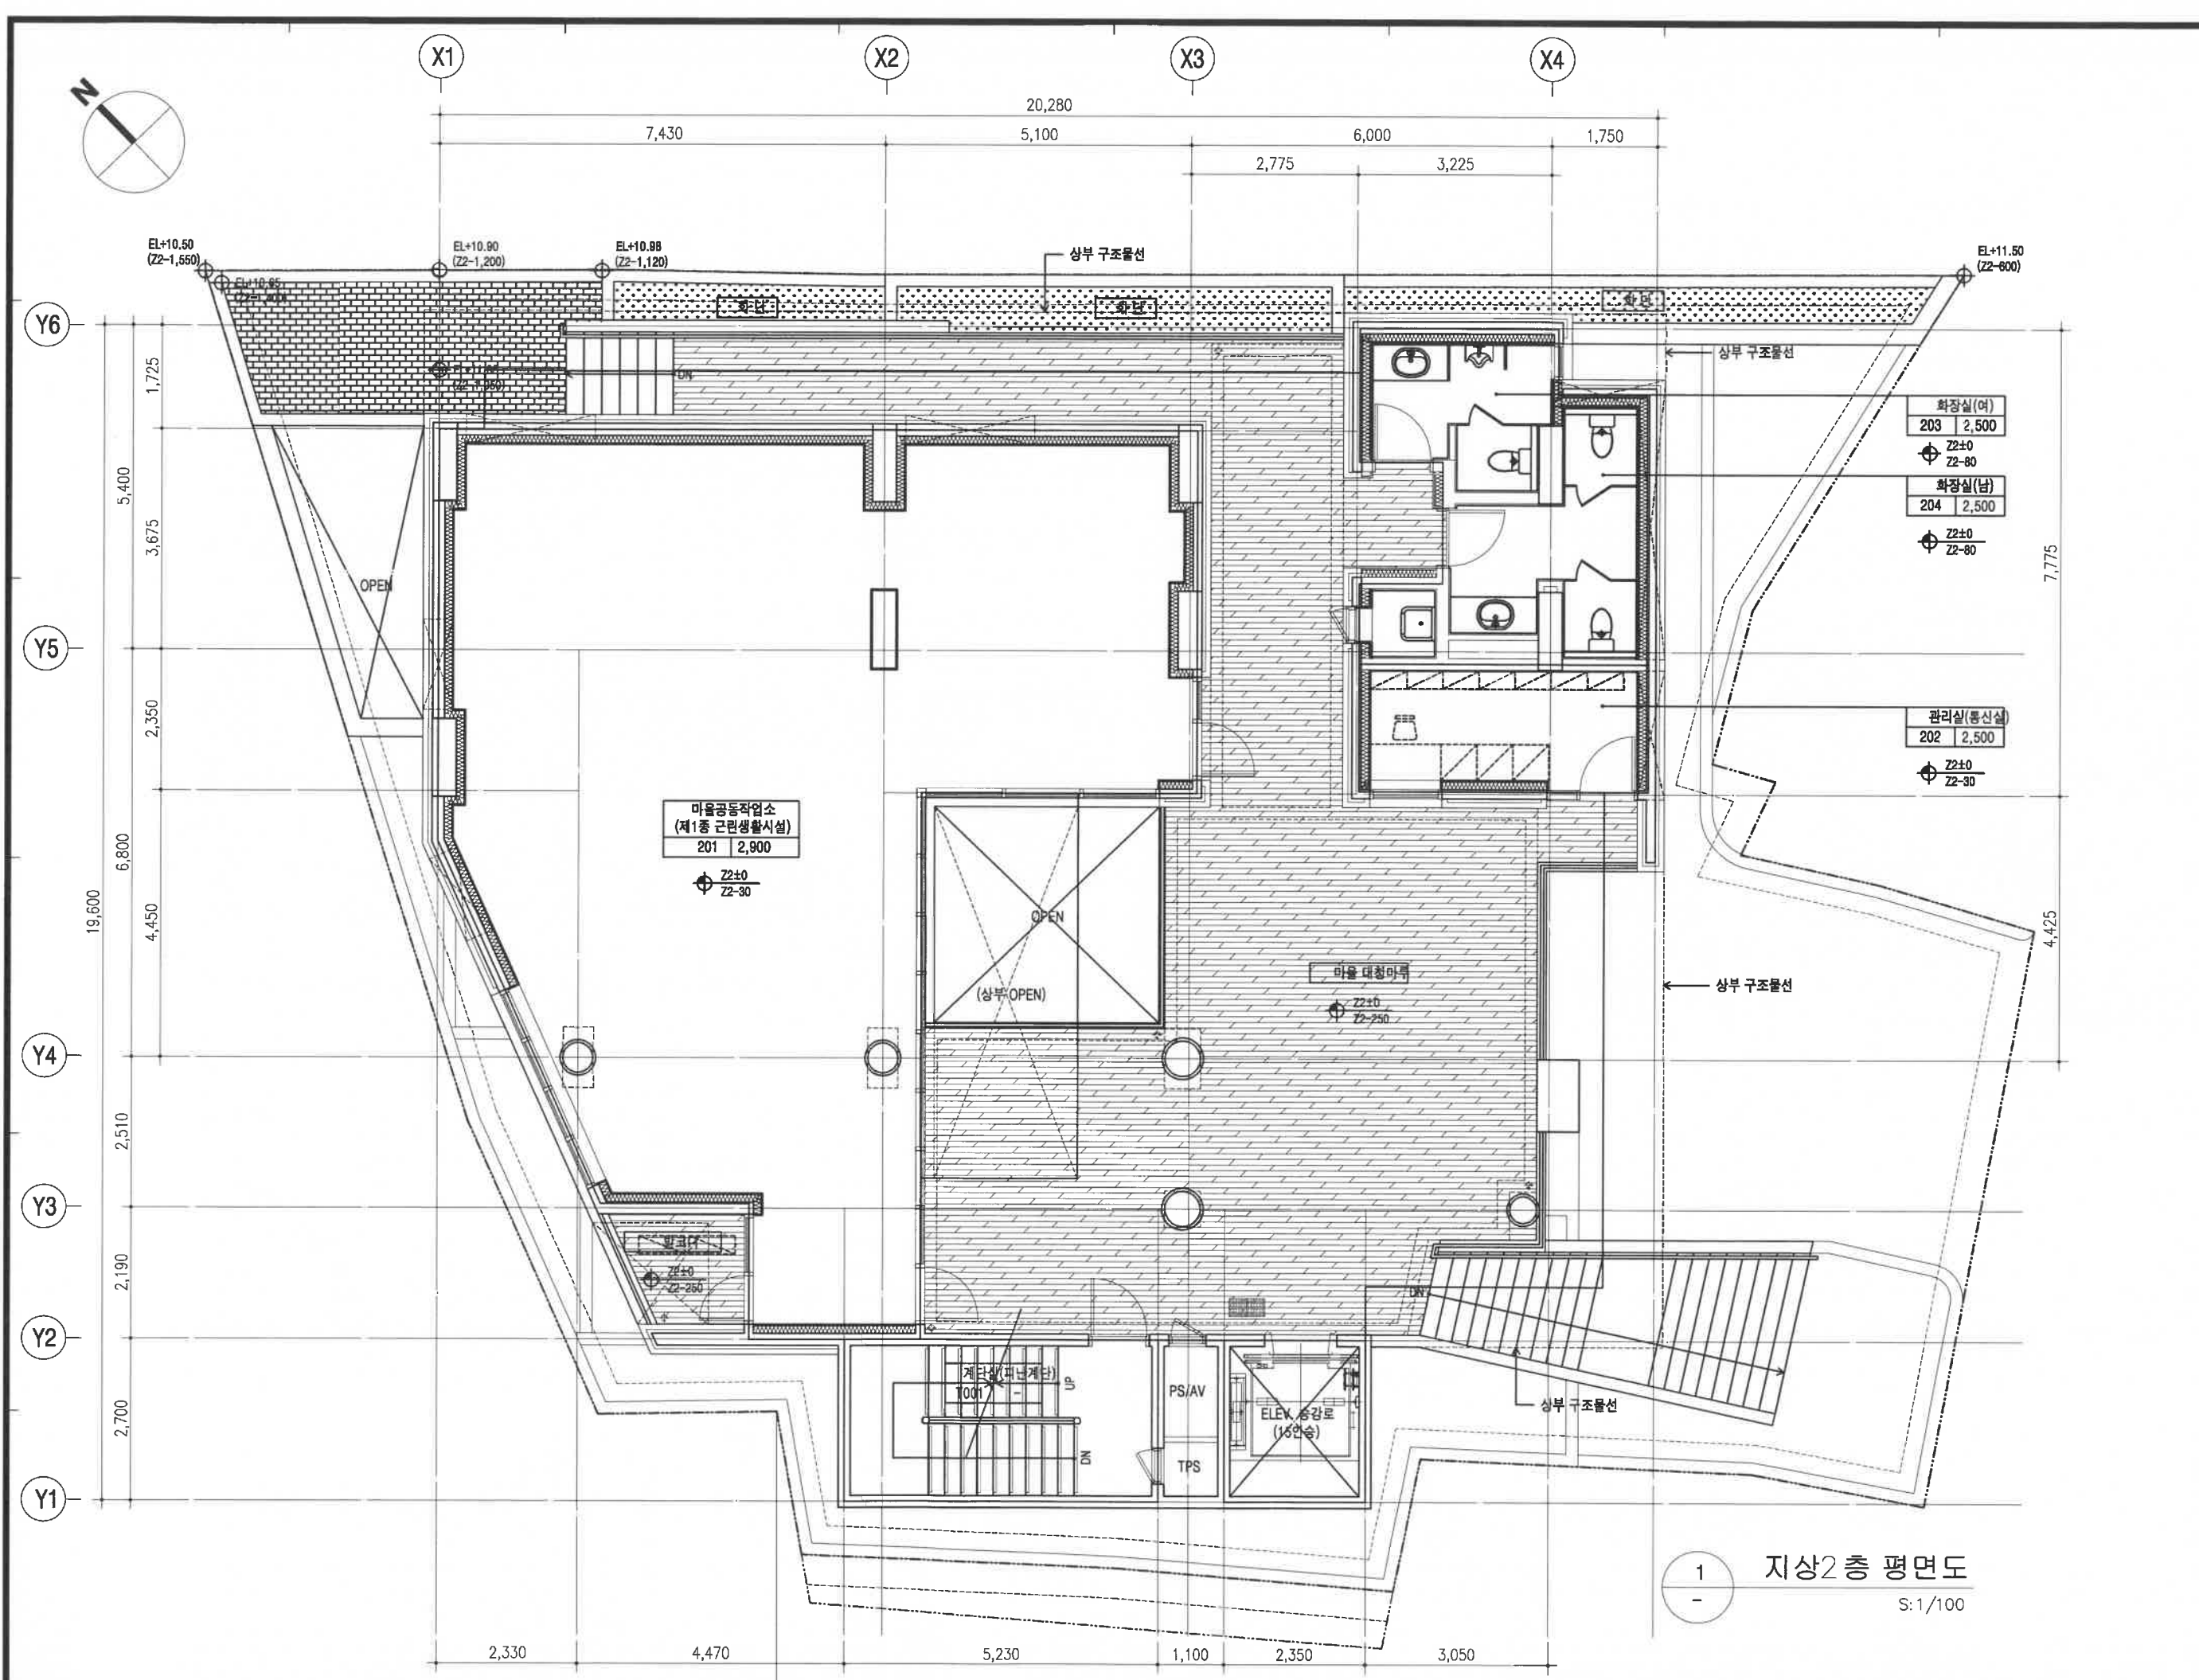 X1
X2
X3
X4
N
20,280
7,430
5,100
6,000
1,750
2,775
3,225
EL+10.50
(Z2-1,550)
EL+10.90
(Z2-1,200)
EL+10.98
(Z2-1,120)
상부 구조물선
EL+11.50
(Z2-600)
화단
화단
화단
Y6
Y5
Y4
Y3
Y2
Y1
1,725
5,400
3,675
2,350
6,800
4,450
19,600
2,510
2,190
2,700
DN
상부 구조물선
화장실(여)
203 2,500
Z2±0
Z2-80
화장실(남)
204 2,500
Z2±0
Z2-80
7,775
OPEN
관리실(통신실)
202 2,500
Z2±0
Z2-30
마을공동작업소
(제1종 근린생활시설)
201 2,900
Z2±0
Z2-30
OPEN
(상부 OPEN)
마을 대청마루
Z2±0
Z2-250
4,425
상부 구조물선
발코니
Z2±0
Z2-250
DN
계단실(피난계단)
T001 -
UP
DN
PS/AV
TPS
ELEV. 승강로
(15인승)
상부 구조물선
1
-
지상2층 평면도
S:1/100
2,330
4,470
5,230
1,100
2,350
3,050